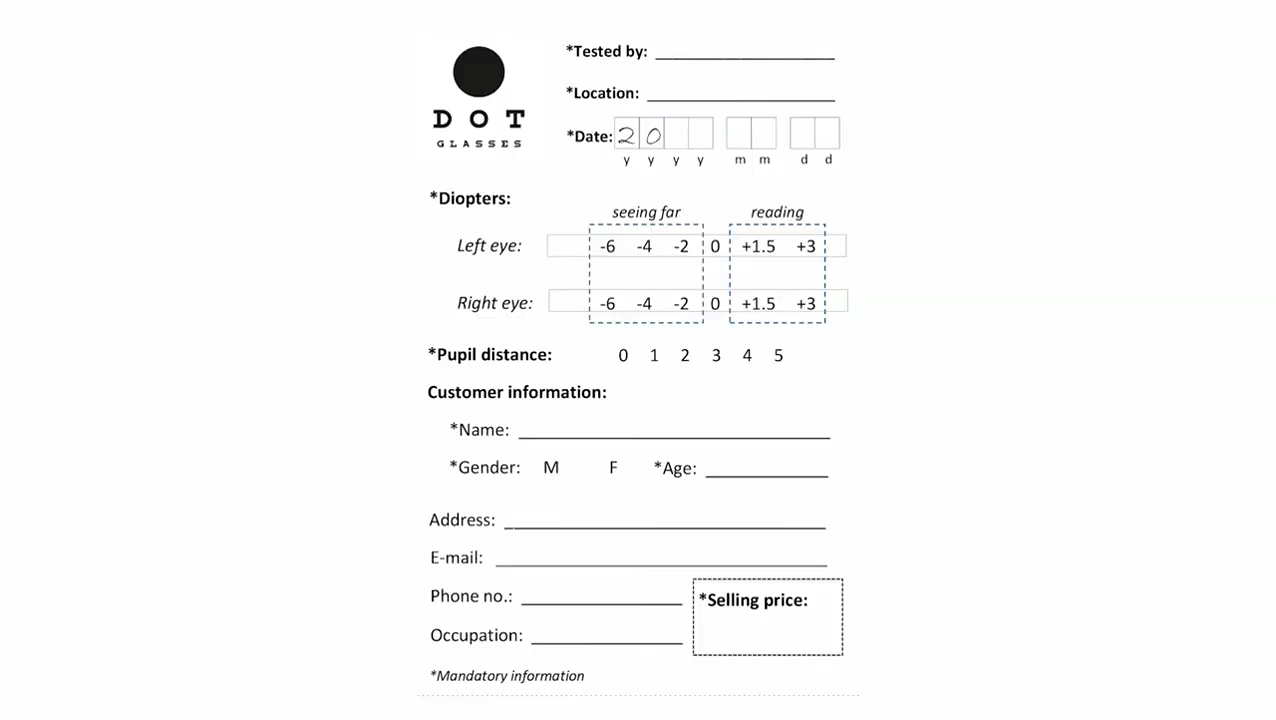 DOT
GLASSES
*Tested by:
*Location:
*Date: 2 0
y y y y m m d d
*Diopters:
seeing far reading
Left eye: -6 -4 -2 0 +1.5 +3
Right eye: -6 -4 -2 0 +1.5 +3
*Pupil distance: 0 1 2 3 4 5
Customer information:
*Name:
*Gender: M F *Age:
Address:
E-mail:
Phone no.:
*Selling price:
Occupation:
*Mandatory information